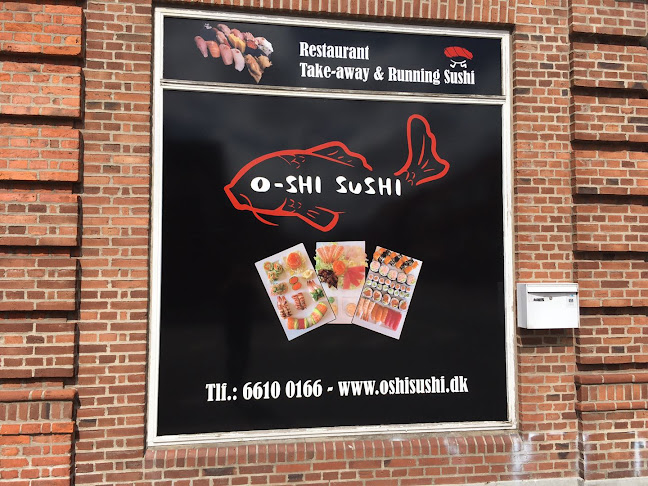 Restaurant
Take-away & Running Sushi
O-SHI SUSHI
Tlf.: 6610 0166 - www.oshisushi.dk